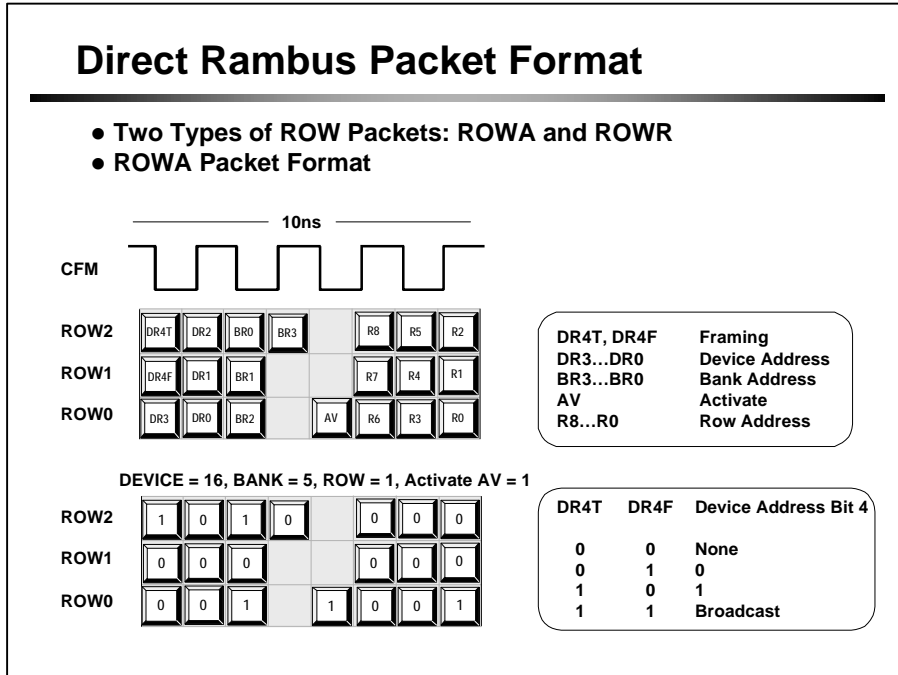 Direct Rambus Packet Format
● Two Types of ROW Packets: ROWA and ROWR
● ROWA Packet Format
10ns
CFM
ROW2 DR4T DR2 BR0 BR3 R8 R5 R2
ROW1 DR4F DR1 BR1 R7 R4 R1
ROW0 DR3 DR0 BR2 AV R6 R3 R0
DR4T, DR4F Framing
DR3...DR0 Device Address
BR3...BR0 Bank Address
AV Activate
R8...R0 Row Address
DEVICE = 16, BANK = 5, ROW = 1, Activate AV = 1
ROW2 1 0 1 0 0 0 0
ROW1 0 0 0 0 0 0
ROW0 0 0 1 1 0 0 1
DR4T DR4F Device Address Bit 4
0 0 None
0 1 0
1 0 1
1 1 Broadcast